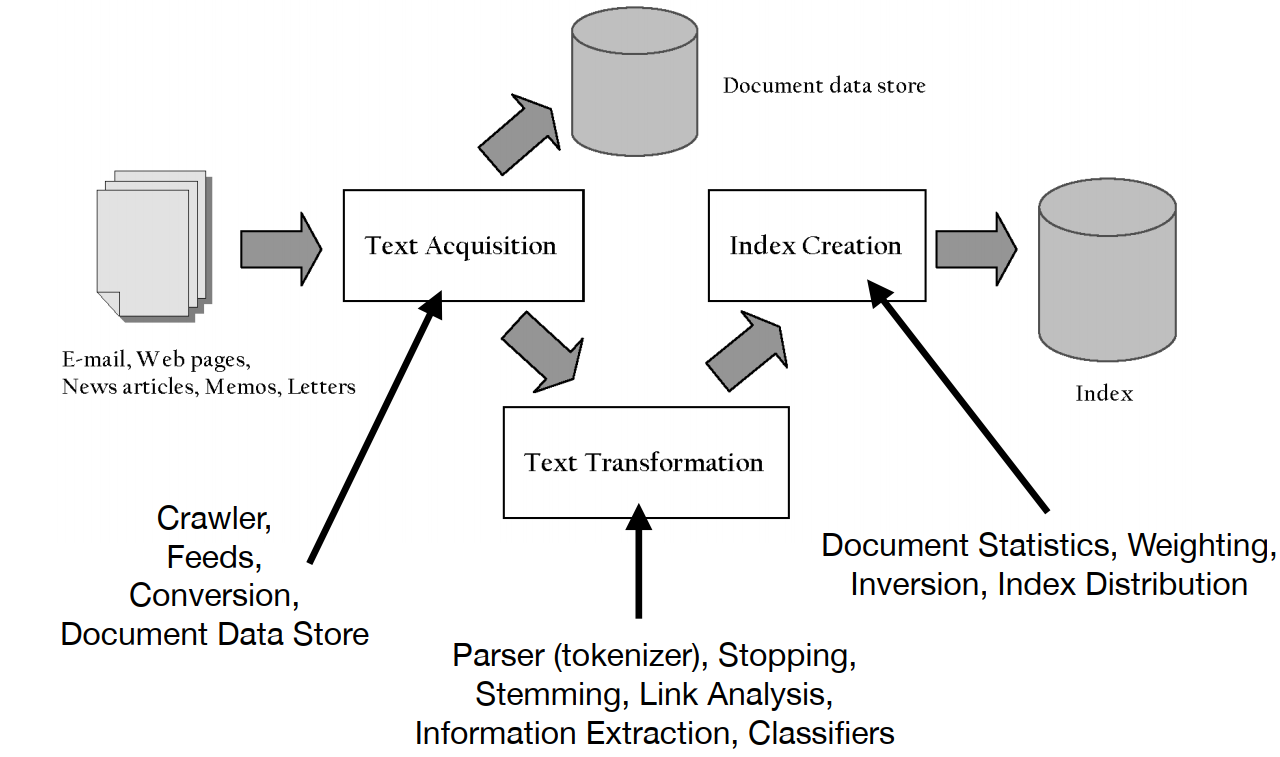 Document data store
Text Acquisition
Index Creation
E-mail, Web pages,
News articles, Memos, Letters
Index
Text Transformation
Crawler,
Feeds,
Conversion,
Document Data Store
Document Statistics, Weighting,
Inversion, Index Distribution
Parser (tokenizer), Stopping,
Stemming, Link Analysis,
Information Extraction, Classifiers